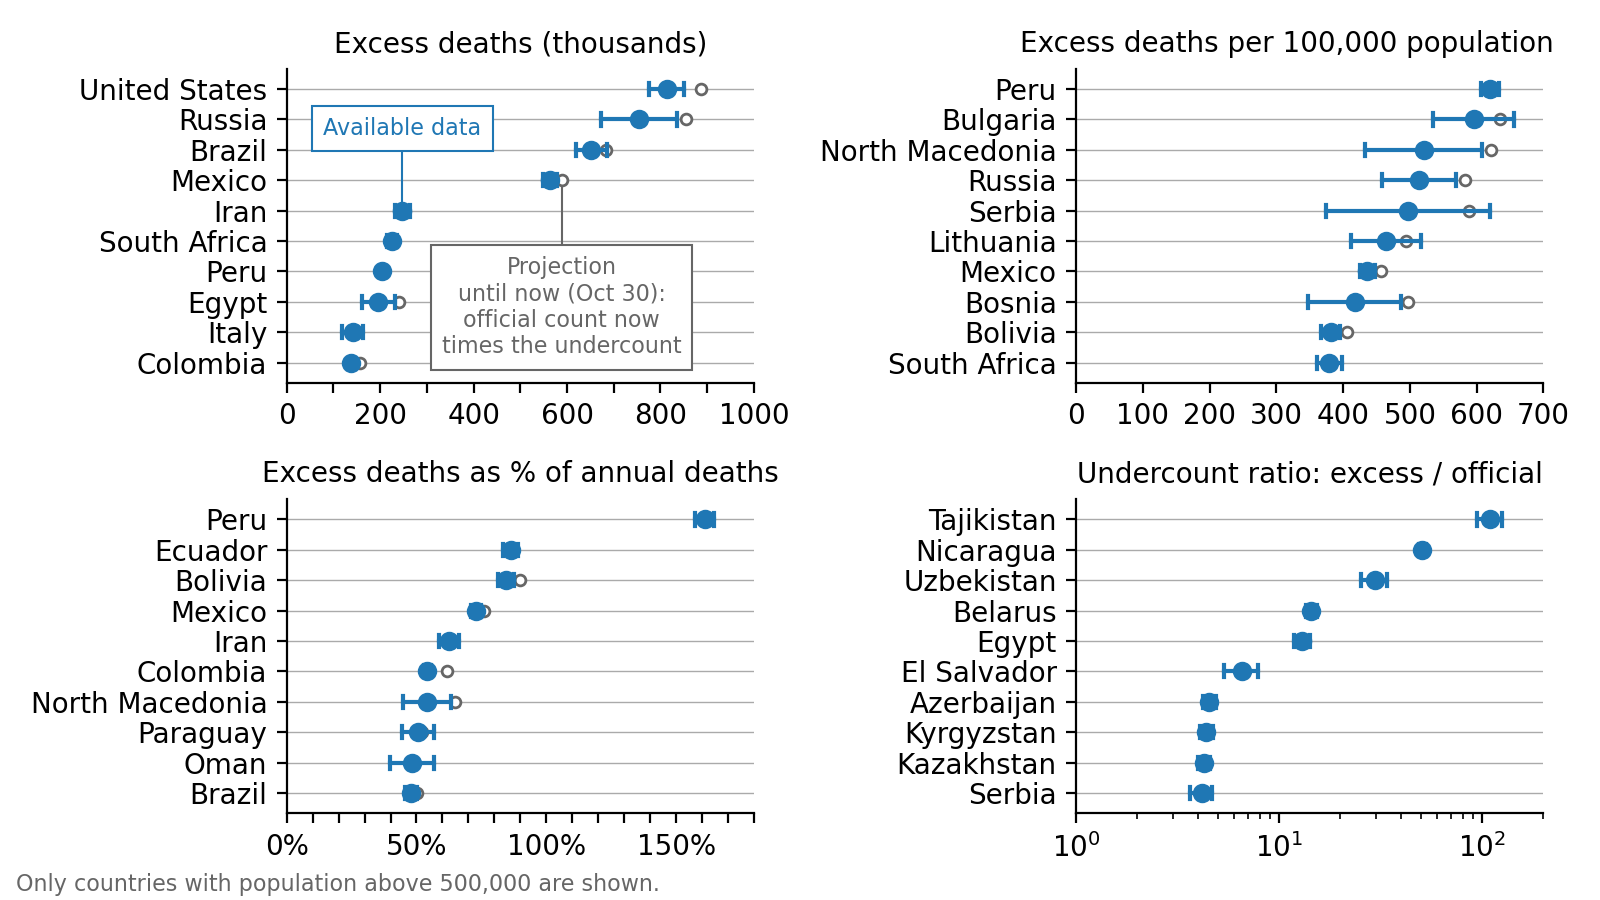 Excess deaths (thousands)
United States
Russia
Brazil
Mexico
Iran
South Africa
Peru
Egypt
Italy
Colombia
Available data
Projection
until now (Oct 30):
official count now
times the undercount
0 200 400 600 800 1000
Excess deaths per 100,000 population
Peru
Bulgaria
North Macedonia
Russia
Serbia
Lithuania
Mexico
Bosnia
Bolivia
South Africa
0 100 200 300 400 500 600 700
Excess deaths as % of annual deaths
Peru
Ecuador
Bolivia
Mexico
Iran
Colombia
North Macedonia
Paraguay
Oman
Brazil
0% 50% 100% 150%
Undercount ratio: excess / official
Tajikistan
Nicaragua
Uzbekistan
Belarus
Egypt
El Salvador
Azerbaijan
Kyrgyzstan
Kazakhstan
Serbia
10⁰ 10¹ 10²
Only countries with population above 500,000 are shown.